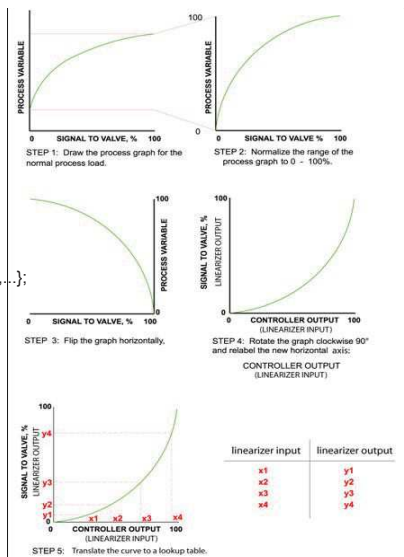 100
PROCESS VARIABLE
PROCESS VARIABLE
0
0 SIGNAL TO VALVE, % 100
0 SIGNAL TO VALVE, % 100
STEP 1: Draw the process graph for the
normal process load.
STEP 2: Normalize the range of the
process graph to 0 - 100%.
100
PROCESS VARIABLE
0
0 SIGNAL TO VALVE, % 100
STEP 3: Flip the graph horizontally,
,...};
100
SIGNAL TO VALVE, %
LINEARIZER OUTPUT
0
0 100
CONTROLLER OUTPUT
(LINEARIZER INPUT)
STEP 4: Rotate the graph clockwise 90°
and relabel the new horizontal axis:
CONTROLLER OUTPUT
(LINEARIZER INPUT)
100
SIGNAL TO VALVE, %
LINEARIZER OUTPUT
y4
y3
y2
y1
0
x1 x2 x3 x4
0 CONTROLLER OUTPUT 100
(LINEARIZER INPUT)
STEP 5: Translate the curve to a lookup table.
linearizer input linearizer output
x1 y1
x2 y2
x3 y3
x4 y4